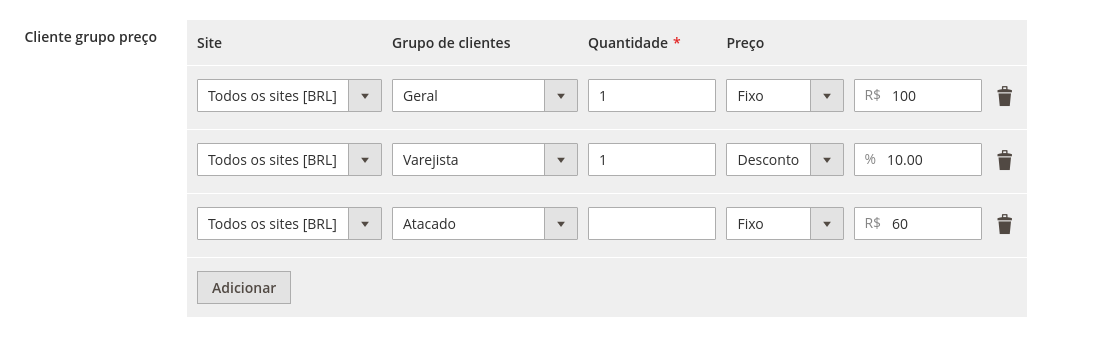 Cliente grupo preço
Site Grupo de clientes Quantidade * Preço
Todos os sites [BRL] Geral 1 Fixo R$ 100
Todos os sites [BRL] Varejista 1 Desconto % 10.00
Todos os sites [BRL] Atacado Fixo R$ 60
Adicionar